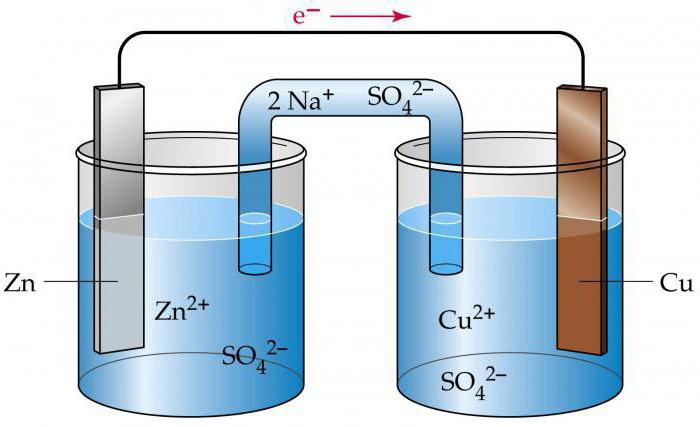 e⁻
2 Na⁺ SO₄²⁻
Zn
Cu
Zn²⁺
Cu²⁺
SO₄²⁻
SO₄²⁻